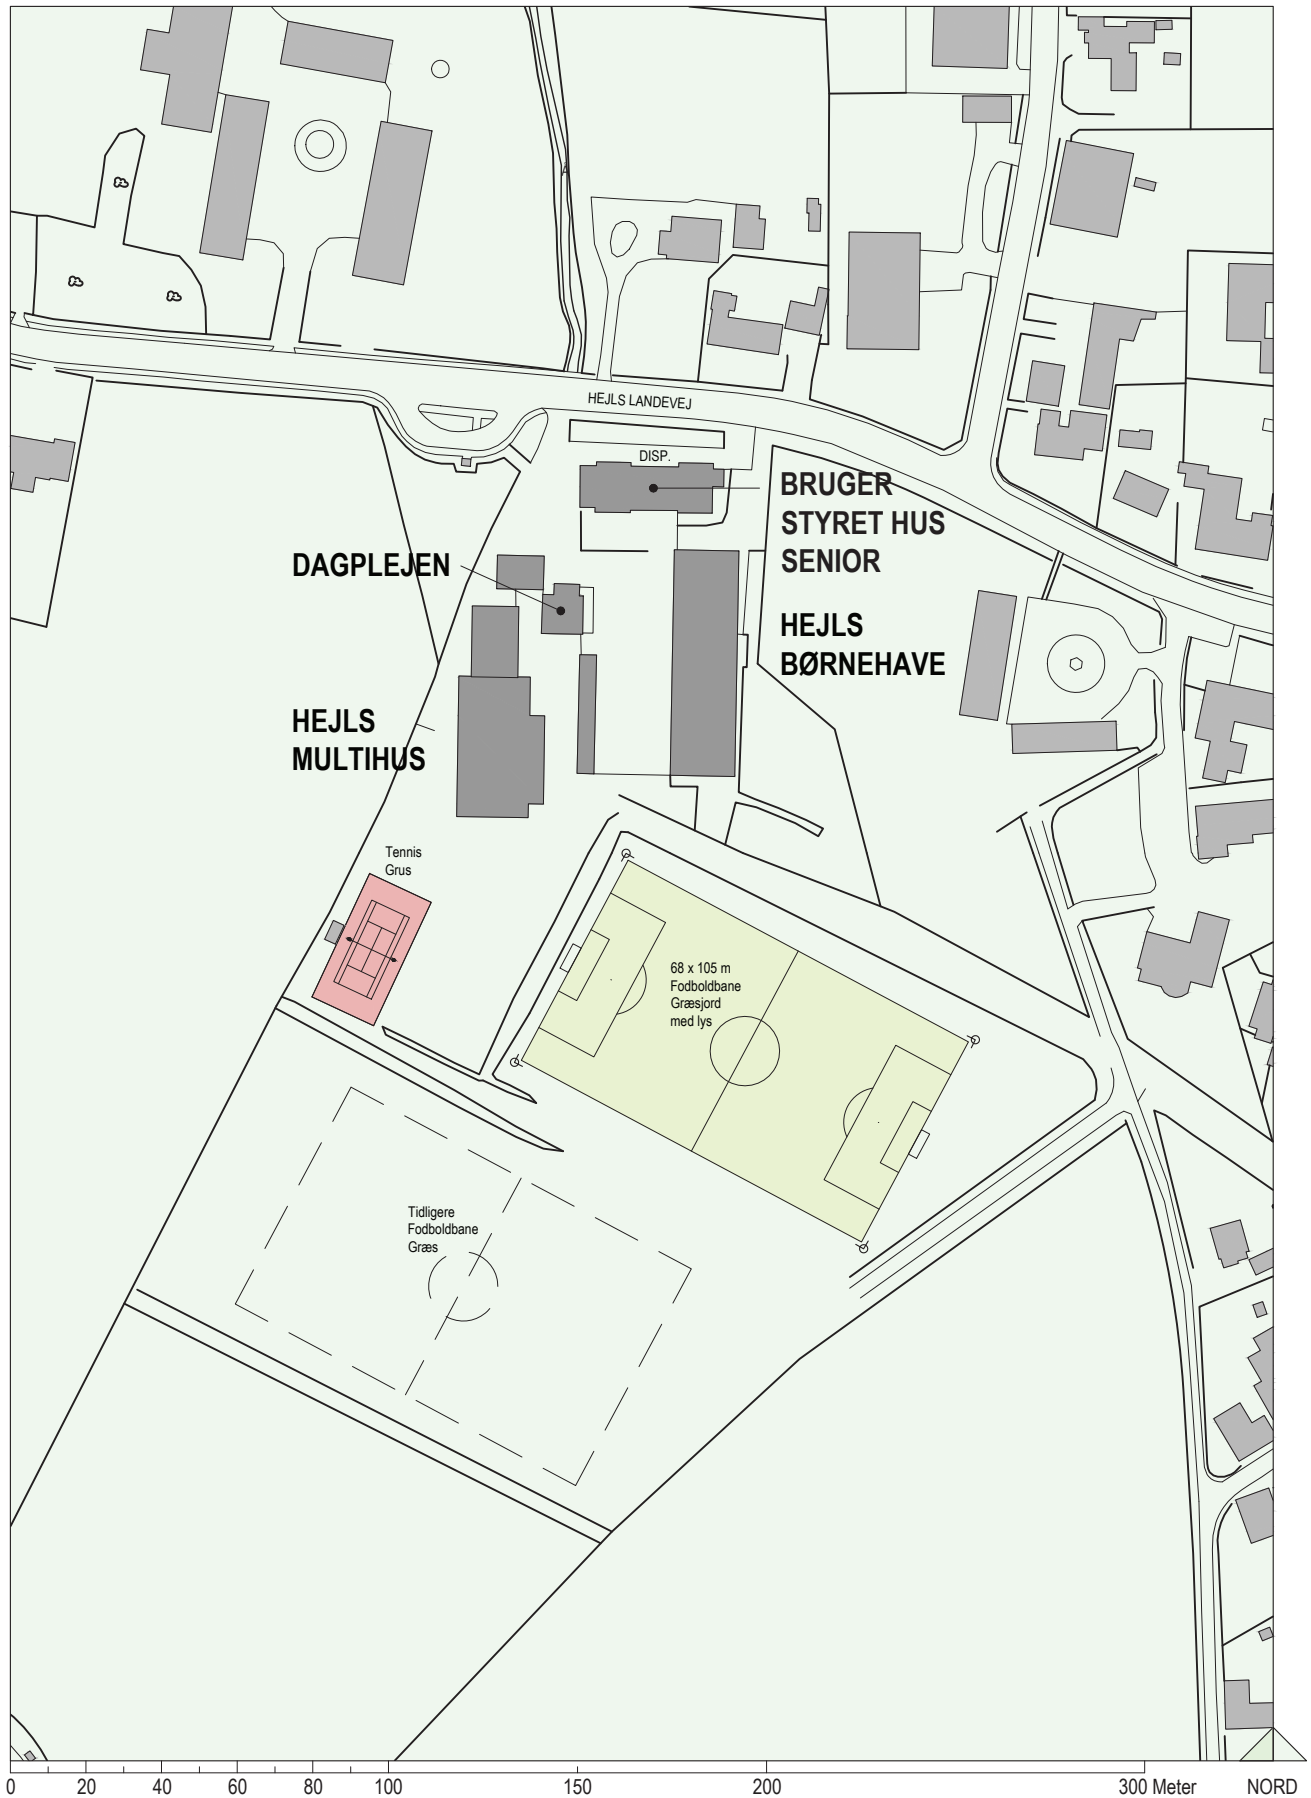 HEJLS LANDEVEJ
DISP.
BRUGER
STYRET HUS
SENIOR
DAGPLEJEN
HEJLS
BØRNEHAVE
HEJLS
MULTIHUS
Tennis
Grus
68 x 105 m
Fodboldbane
Græsjord
med lys
Tidligere
Fodboldbane
Græs
0 20 40 60 80 100 150 200 300 Meter NORD